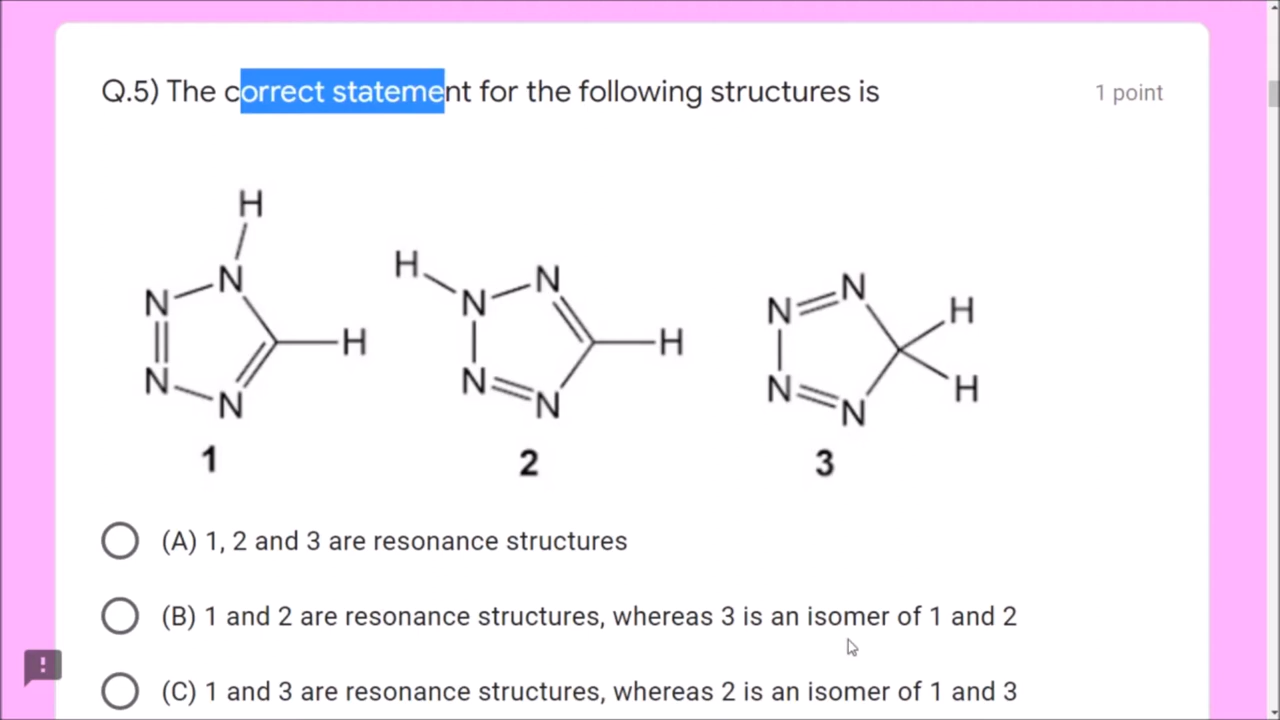 Q.5) The correct statement for the following structures is
1 point
H
H
N
N
H
N
N
H
N
N
H
N
N
H
N
N
N
N
H
1
2
3
(A) 1, 2 and 3 are resonance structures
(B) 1 and 2 are resonance structures, whereas 3 is an isomer of 1 and 2
!
(C) 1 and 3 are resonance structures, whereas 2 is an isomer of 1 and 3